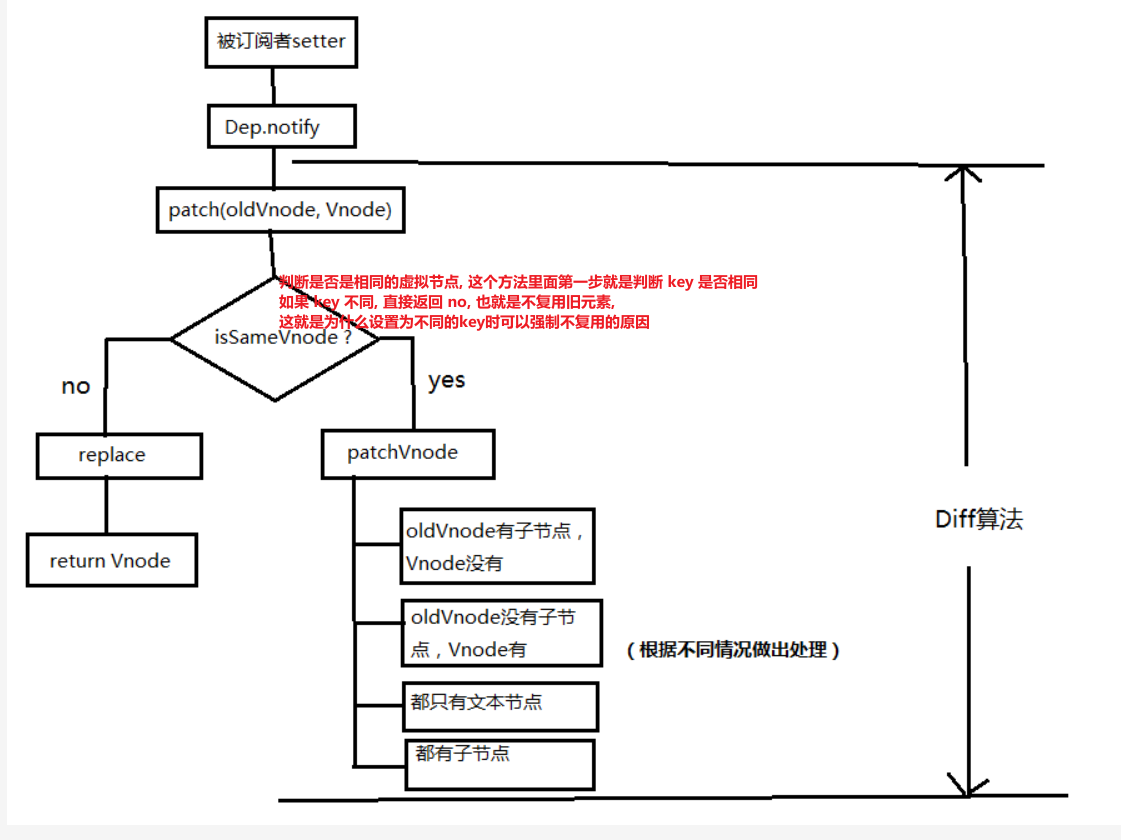 被订阅者setter
Dep.notify
patch(oldVnode, Vnode)
判断是否是相同的虚拟节点, 这个方法里面第一步就是判断 key 是否相同
如果 key 不同, 直接返回 no, 也就是不复用旧元素,
这就是为什么设置为不同的key时可以强制不复用的原因
isSameVnode ?
no
yes
replace
patchVnode
return Vnode
oldVnode有子节点，
Vnode没有
oldVnode没有子节
点，Vnode有
（根据不同情况做出处理）
都只有文本节点
都有子节点
Diff算法